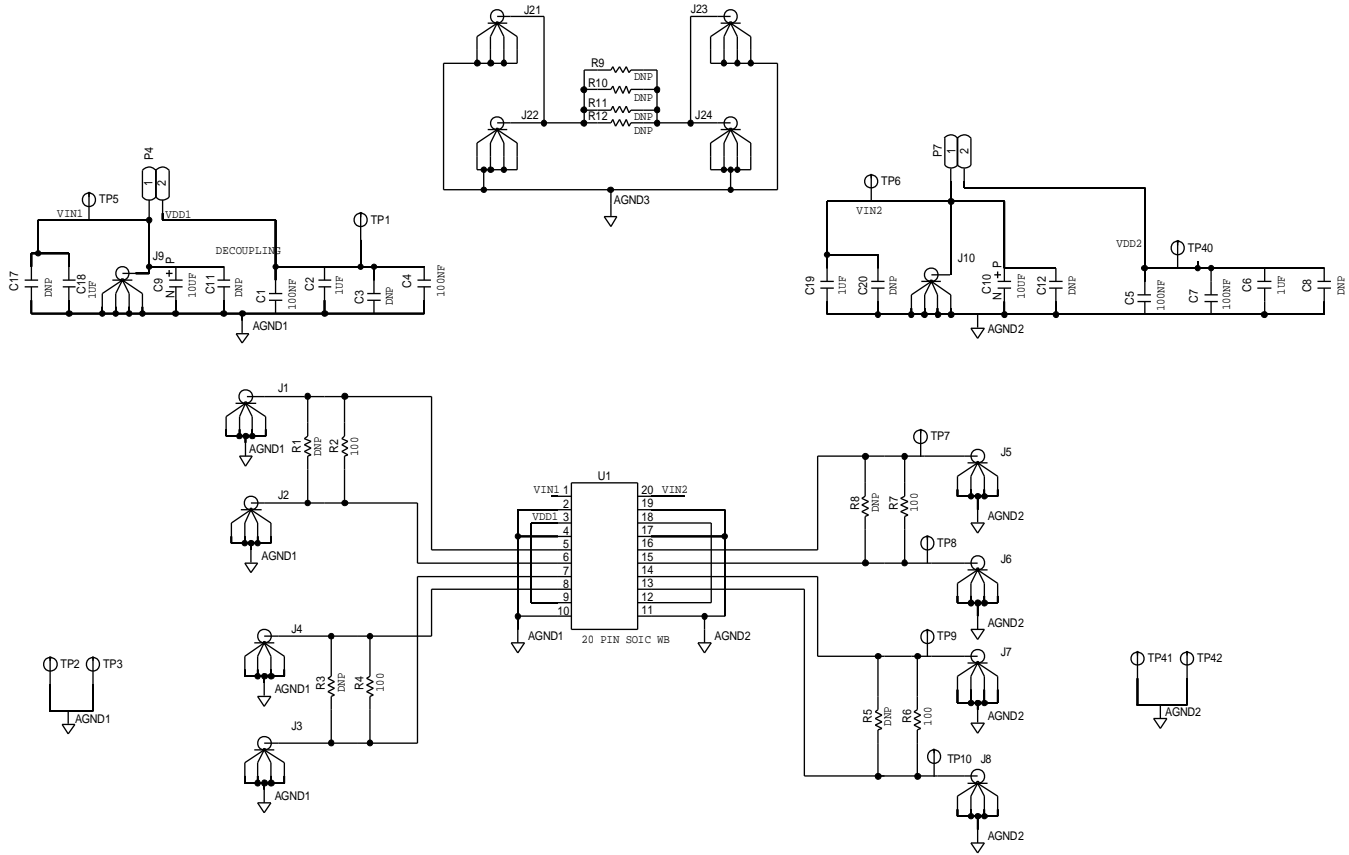 J21
J23
R9
DNP
R10
DNP
R11
DNP
R12
DNP
J22
J24
AGND3
P4
1
2
TP5
VIN1
VDD1
TP1
DECOUPLING
J9
C17
DNP
C18
1UF
C9
N + P
10UF
C11
DNP
C1
100NF
C2
1UF
C3
DNP
C4
100NF
AGND1
P7
1
2
TP6
VIN2
VDD2
TP40
J10
C19
1UF
C20
DNP
C10
N + P
10UF
C12
DNP
C5
100NF
C7
100NF
C6
1UF
C8
DNP
AGND2
J1
AGND1
R1
DNP
R2
100
J2
AGND1
J4
AGND1
R3
DNP
R4
100
J3
AGND1
TP2
TP3
AGND1
U1
VIN1 1
2
VDD1 3
4
5
6
7
8
9
10
20 VIN2
19
18
17
16
15
14
13
12
11
AGND1
AGND2
20 PIN SOIC WB
TP7
J5
R8
DNP
R7
100
AGND2
TP8
J6
AGND2
TP9
J7
R5
DNP
R6
100
AGND2
TP10
J8
AGND2
TP41
TP42
AGND2